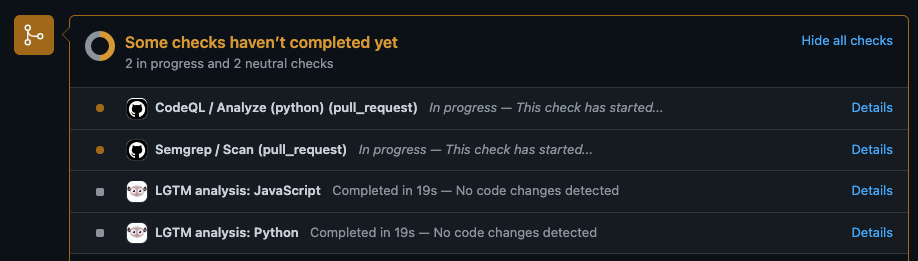 Some checks haven’t completed yet
Hide all checks
2 in progress and 2 neutral checks
CodeQL / Analyze (python) (pull_request) In progress — This check has started... Details
Semgrep / Scan (pull_request) In progress — This check has started... Details
LGTM analysis: JavaScript Completed in 19s — No code changes detected Details
LGTM analysis: Python Completed in 19s — No code changes detected Details